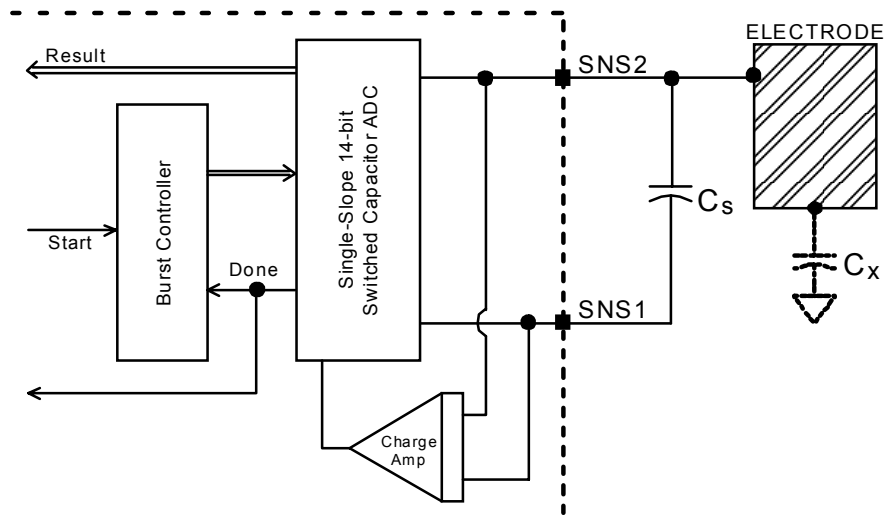 ELECTRODE
Result
SNS2
Single-Slope 14-bit
Switched Capacitor ADC
Burst Controller
Cs
Start
Done
Cx
SNS1
Charge
Amp